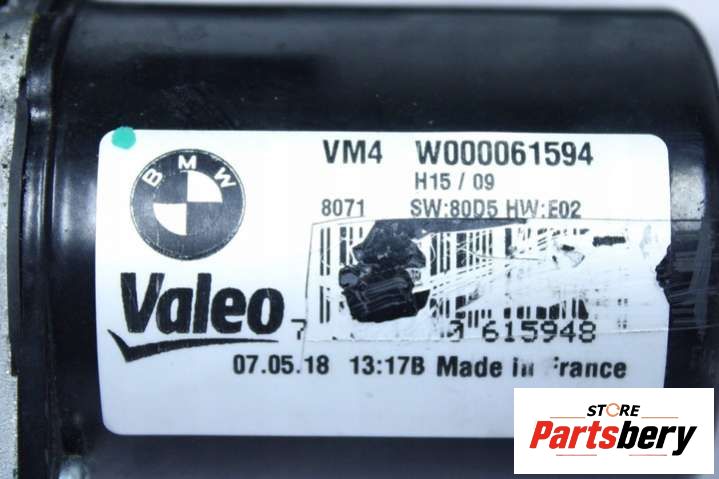 VM4 W000061594
H15 / 09
BMW
8071 SW:80D5 HW:E02
Valeo
615948
07.05.18 13:17B Made in France
STORE
Partsbery